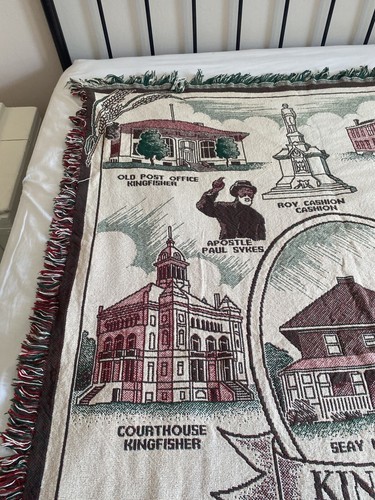 OLD POST OFFICE
KINGFISHER
ROY CASHION
CASHION
APOSTLE
PAUL SYKES
COURTHOUSE
KINGFISHER
SEAY
KIN